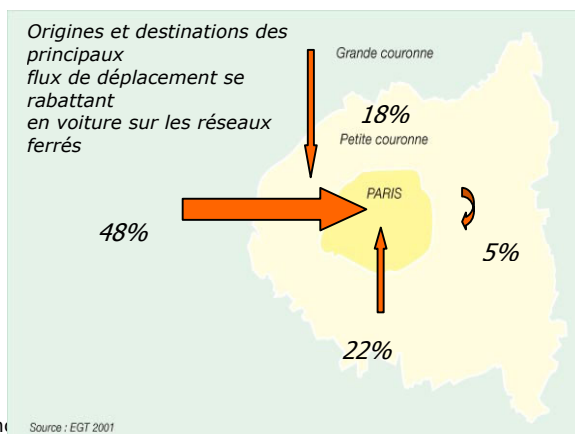 Origines et destinations des
principaux
flux de déplacement se
rabattant
en voiture sur les réseaux
ferrés
Grande couronne
18%
Petite couronne
PARIS
48%
5%
22%
Source : EGT 2001